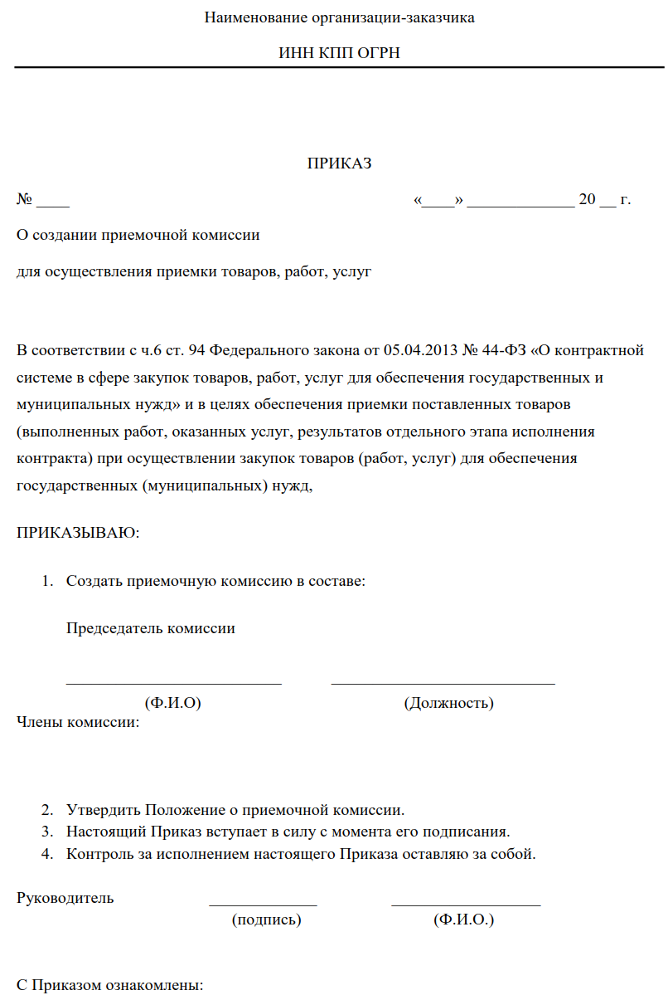 Наименование организации-заказчика
ИНН КПП ОГРН
ПРИКАЗ
№ ____ «____» _____________ 20 __ г.
О создании приемочной комиссии
для осуществления приемки товаров, работ, услуг
В соответствии с ч.6 ст. 94 Федерального закона от 05.04.2013 № 44-ФЗ «О контрактной
системе в сфере закупок товаров, работ, услуг для обеспечения государственных и
муниципальных нужд» и в целях обеспечения приемки поставленных товаров
(выполненных работ, оказанных услуг, результатов отдельного этапа исполнения
контракта) при осуществлении закупок товаров (работ, услуг) для обеспечения
государственных (муниципальных) нужд,
ПРИКАЗЫВАЮ:
1. Создать приемочную комиссию в составе:
Председатель комиссии
__________________________ ___________________________
(Ф.И.О) (Должность)
Члены комиссии:
2. Утвердить Положение о приемочной комиссии.
3. Настоящий Приказ вступает в силу с момента его подписания.
4. Контроль за исполнением настоящего Приказа оставляю за собой.
Руководитель _____________ __________________
(подпись) (Ф.И.О.)
С Приказом ознакомлены: